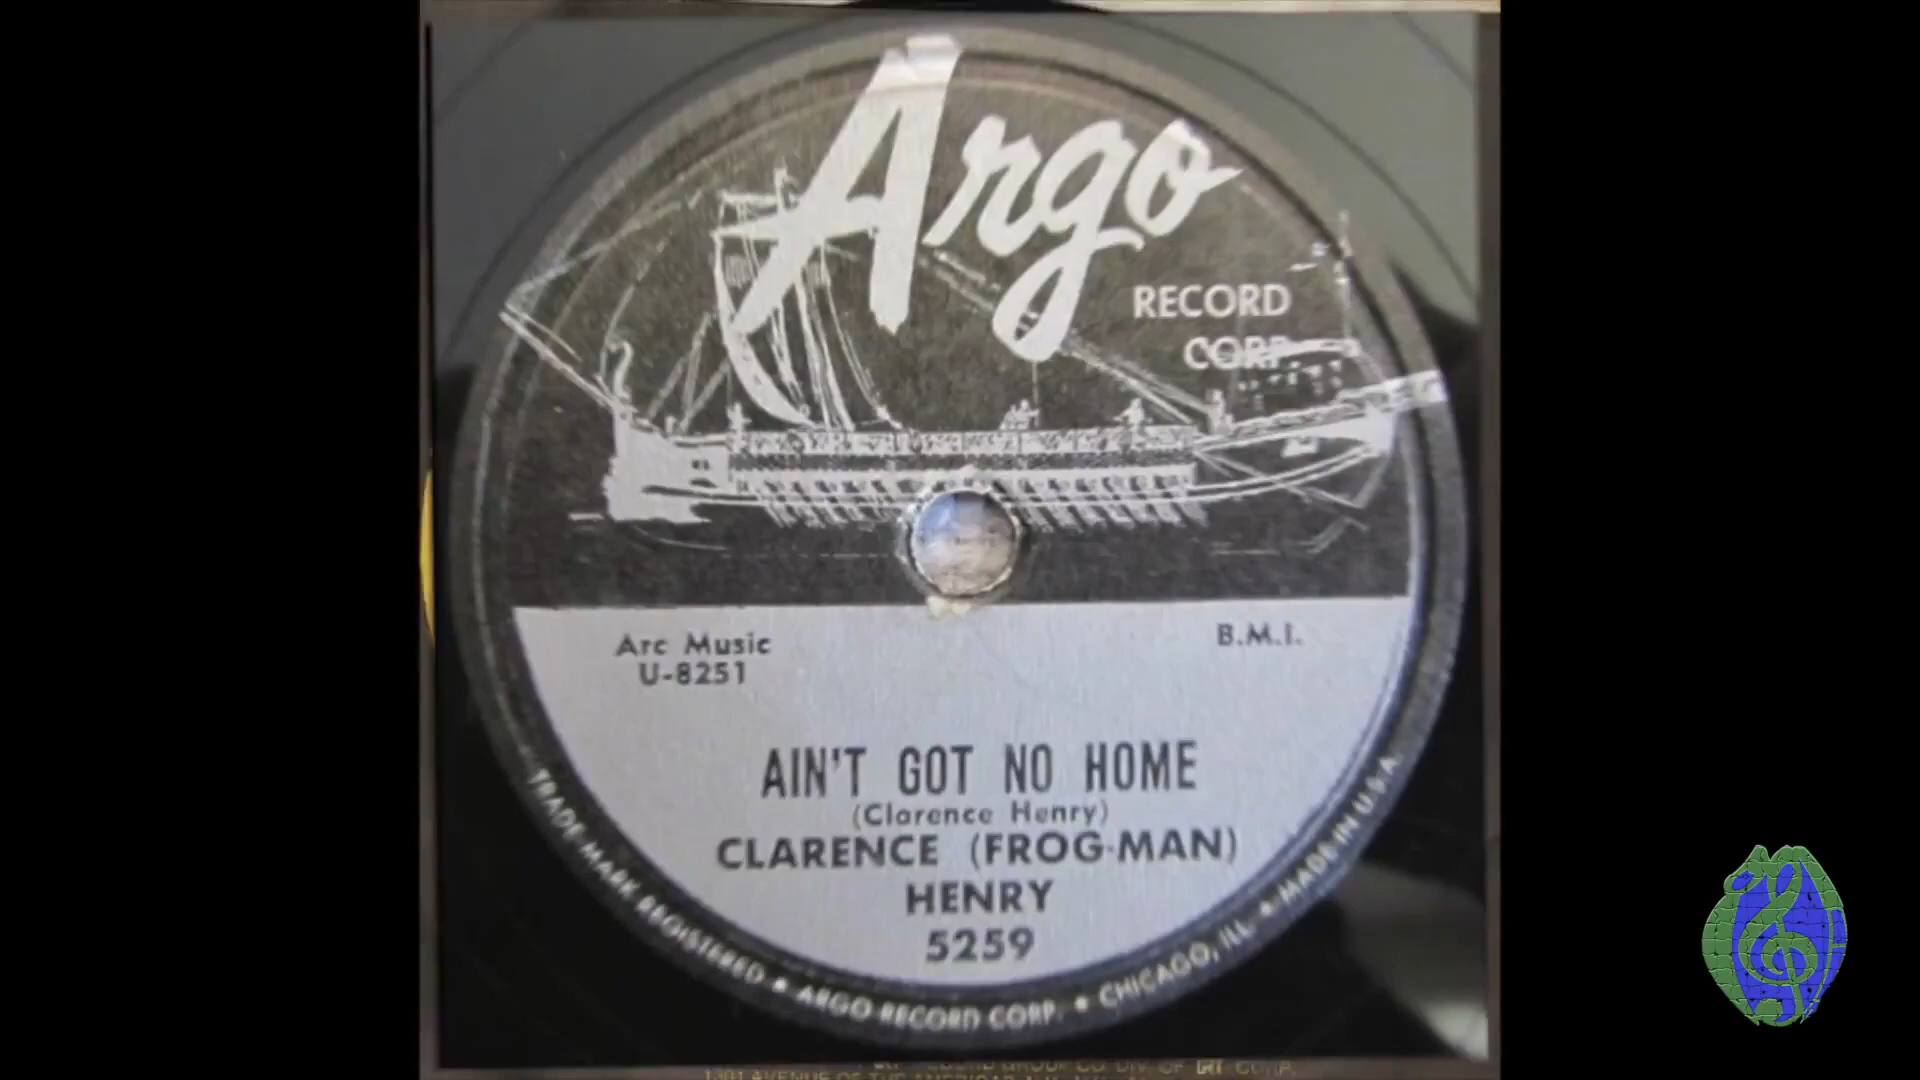 Argo
RECORD
CORP.
Arc Music
U-8251
B.M.I.
AIN'T GOT NO HOME
(Clarence Henry)
CLARENCE (FROG-MAN)
HENRY
5259
TRADE MARK REGISTERED • ARGO RECORD CORP. • CHICAGO, ILL. • MADE IN U.S.A.
CORP.